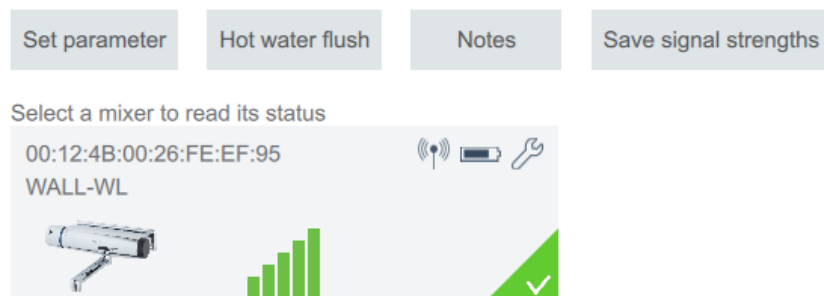 Set parameter Hot water flush Notes Save signal strengths
Select a mixer to read its status
00:12:4B:00:26:FE:EF:95
WALL-WL